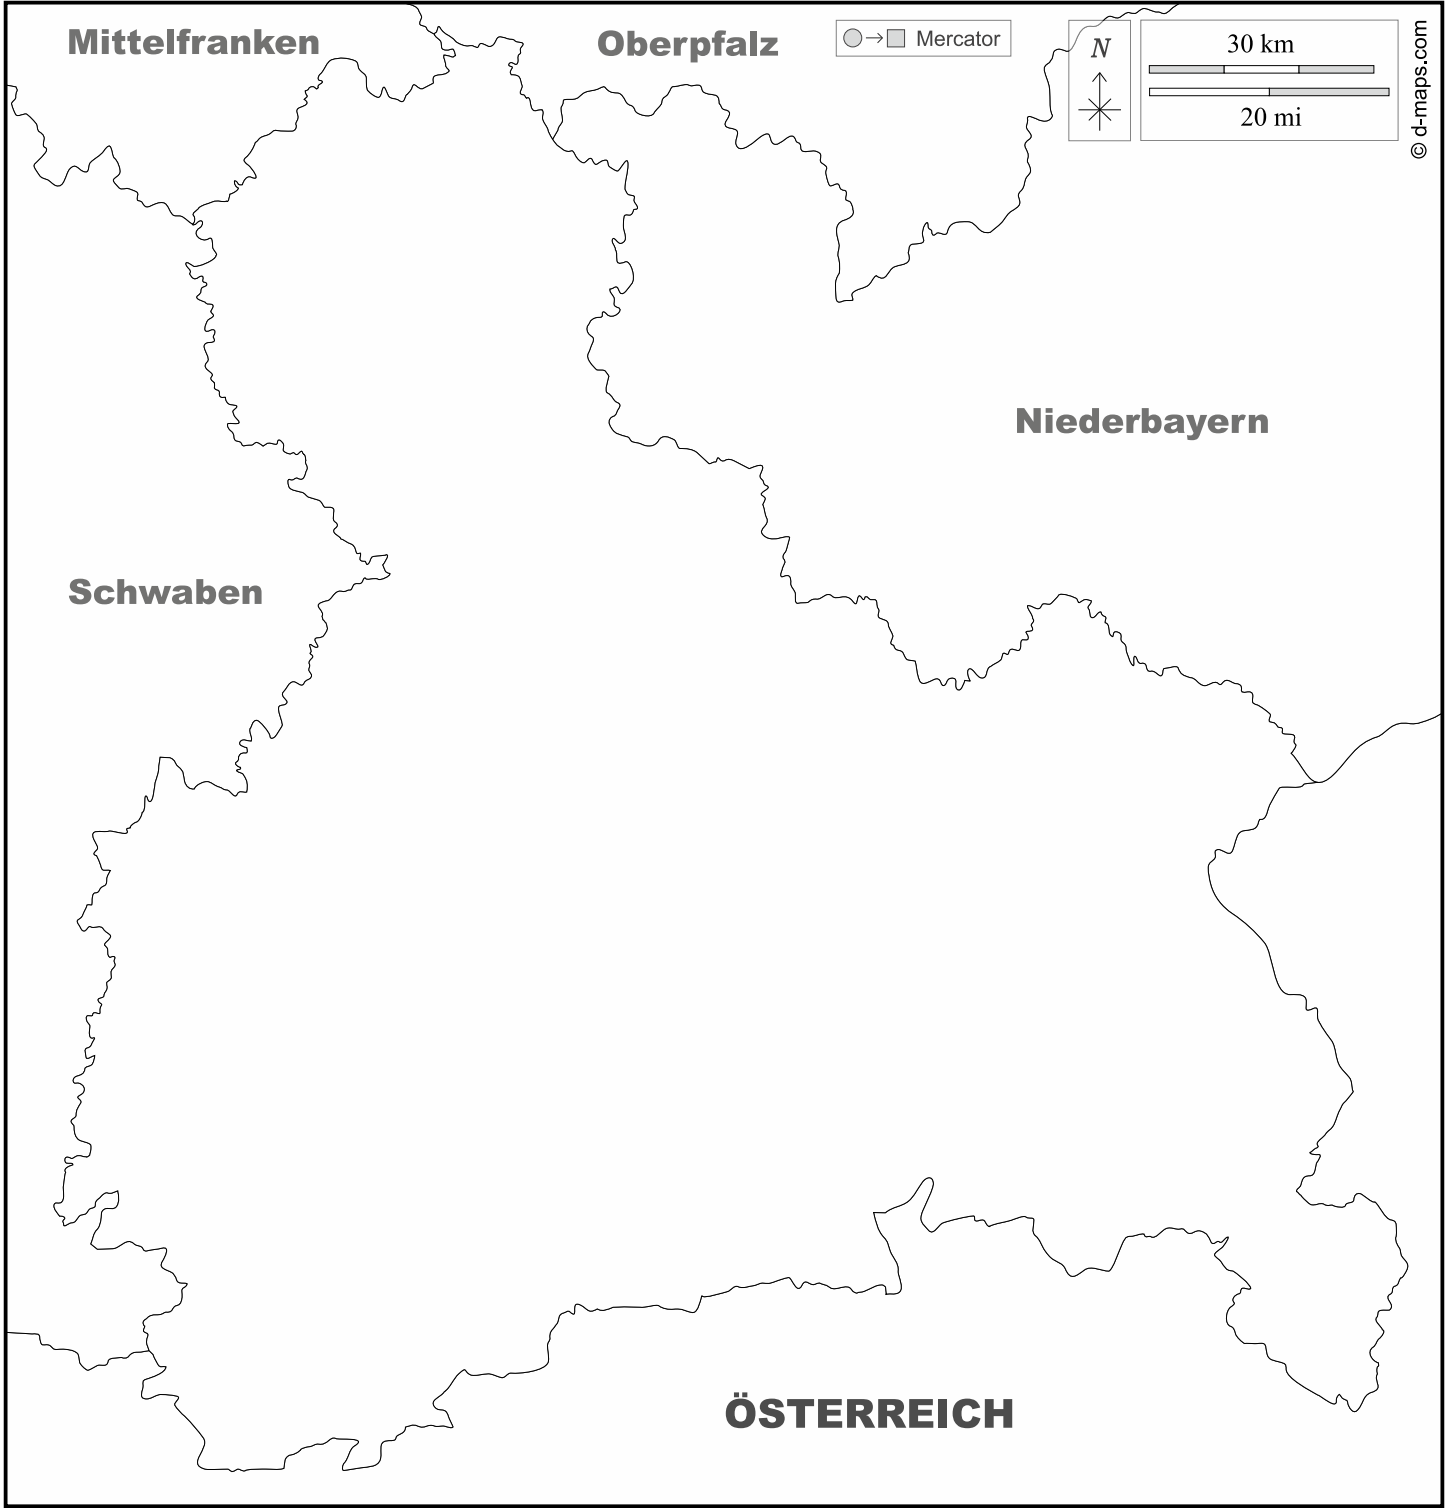 Mittelfranken
Oberpfalz
Mercator
N
30 km
20 mi
© d-maps.com
Niederbayern
Schwaben
ÖSTERREICH